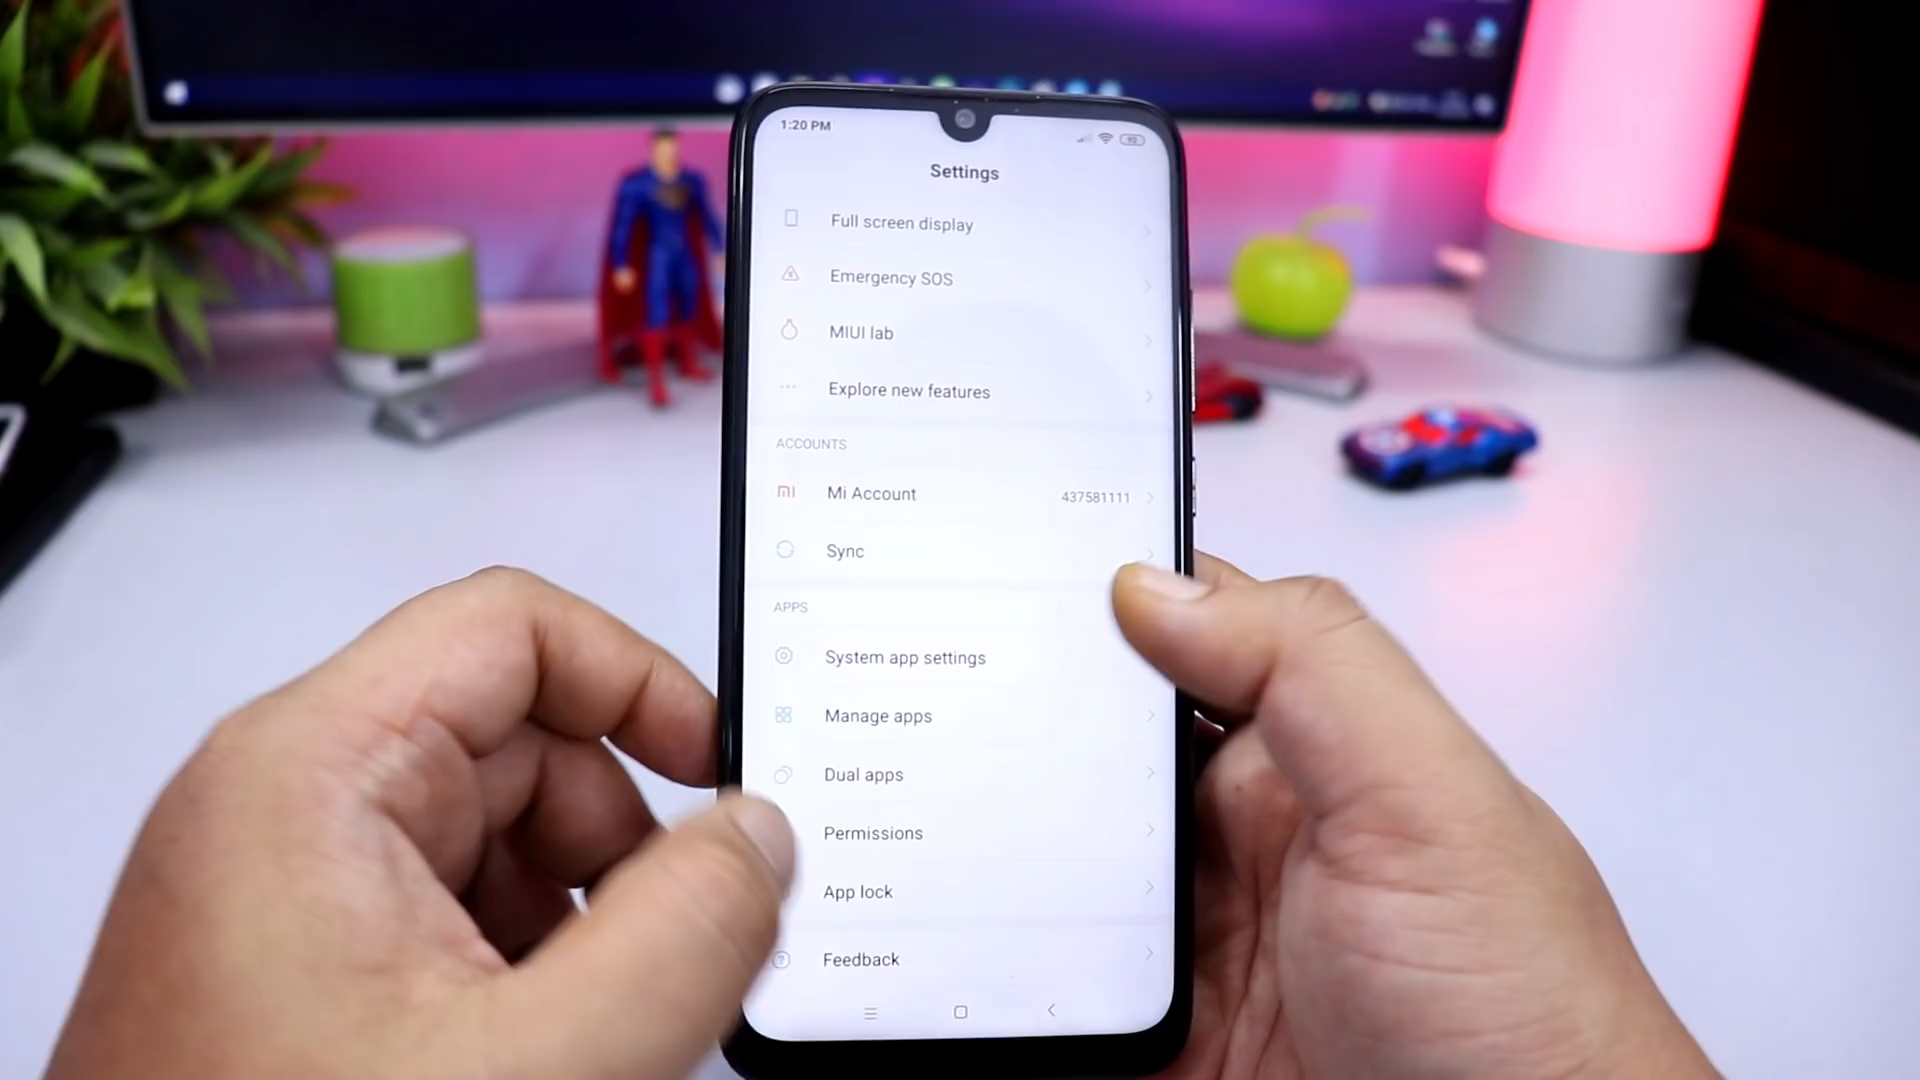 1:20 PM
92
Settings
Full screen display
Emergency SOS
MIUI lab
Explore new features
ACCOUNTS
Mi Account 437581111
Sync
APPS
System app settings
Manage apps
Dual apps
Permissions
App lock
Feedback